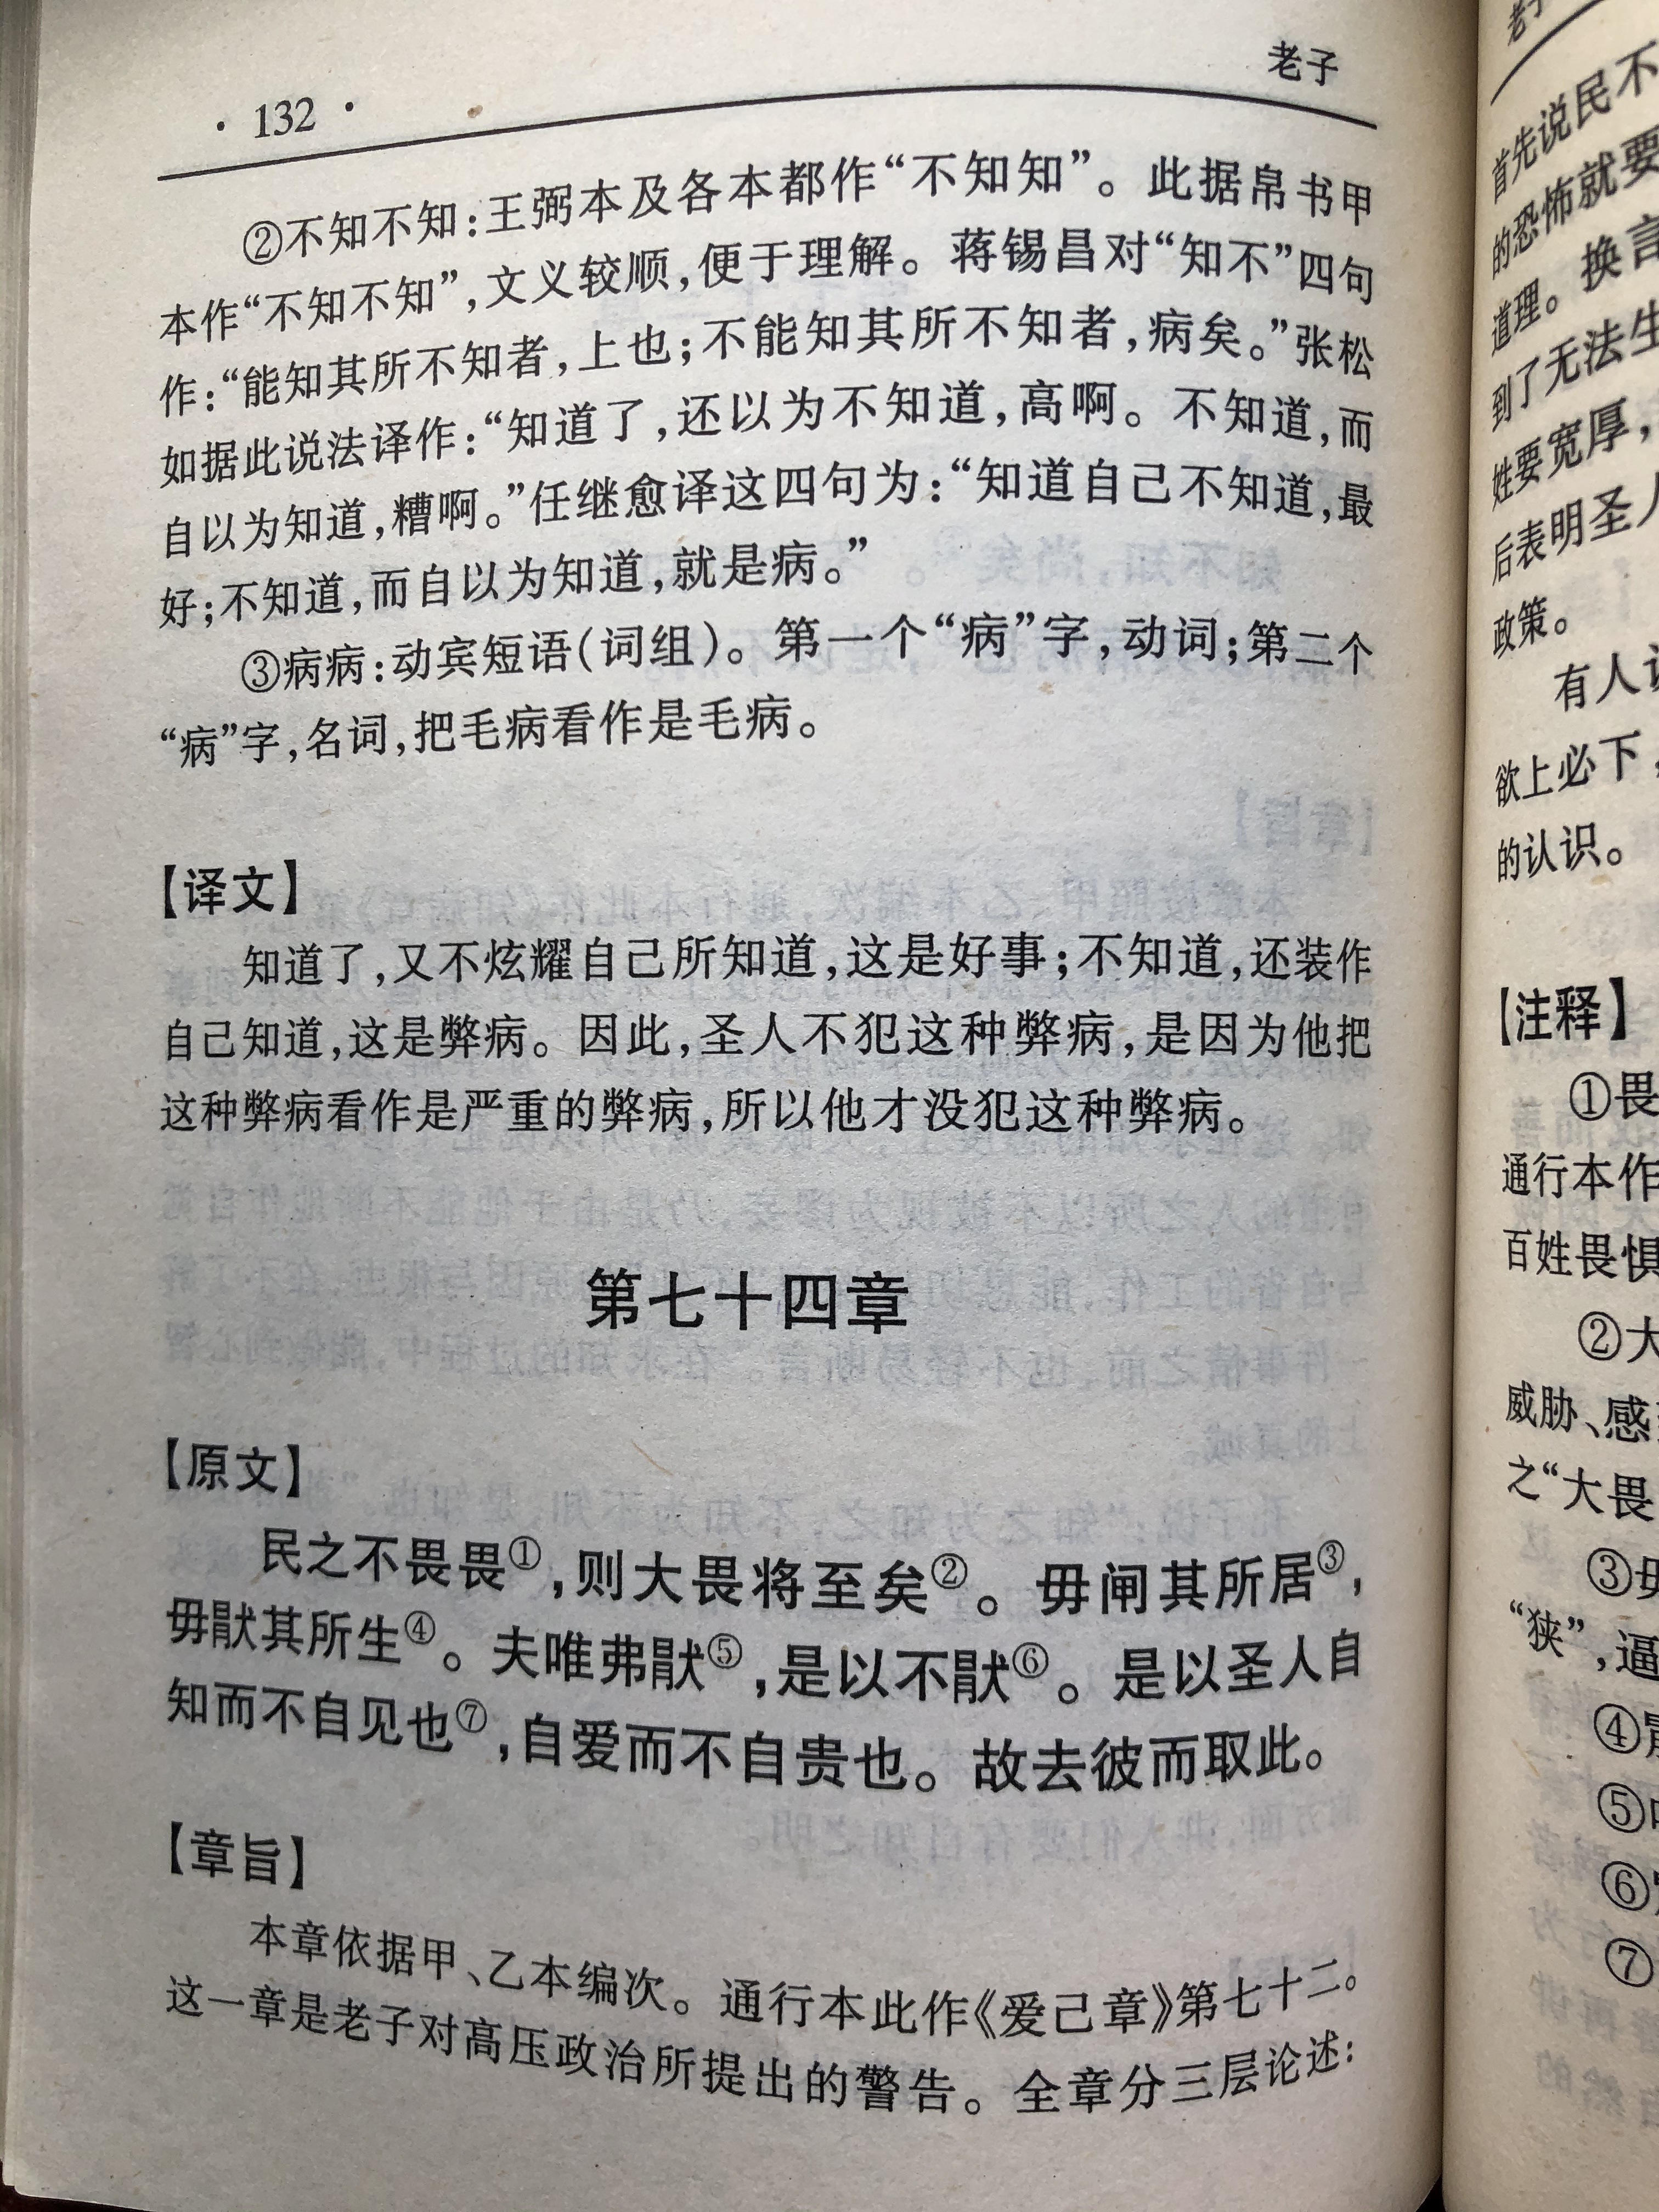 ·132·
老子
②不知不知：王弼本及各本都作“不知知”。此据帛书甲
本作“不知不知”，文义较顺，便于理解。蒋锡昌对“知不”四句
作：“能知其所不知者，上也；不能知其所不知者，病矣。”张松
如据此说法译作：“知道了，还以为不知道，高啊。不知道，而
自以为知道，糟啊。”任继愈译这四句为：“知道自己不知道，最
好；不知道，而自以为知道，就是病。”
③病病：动宾短语（词组）。第一个“病”字，动词；第二个
“病”字，名词，把毛病看作是毛病。
【译文】
知道了，又不炫耀自己所知道，这是好事；不知道，还装作
自己知道，这是弊病。因此，圣人不犯这种弊病，是因为他把
这种弊病看作是严重的弊病，所以他才没犯这种弊病。
第七十四章
【原文】
民之不畏畏①，则大畏将至矣②。毋闸其所居③，
毋猒其所生④。夫唯弗猒⑤，是以不猒⑥。是以圣人自
知而不自见也⑦，自爱而不自贵也。故去彼而取此。
【章旨】
本章依据甲、乙本编次。通行本此作《爱己章》第七十二。
这一章是老子对高压政治所提出的警告。全章分三层论述：
老子
首先说民不
的恐怖就要
道理。换言
到了无法生
姓要宽厚，
后表明圣人
政策。
有人
欲上必下，
的认识。
【注释】
①畏
通行本作
百姓畏惧
②大
威胁、感
之“大畏
③毋
“狭”，逼
④
⑤
⑥
⑦